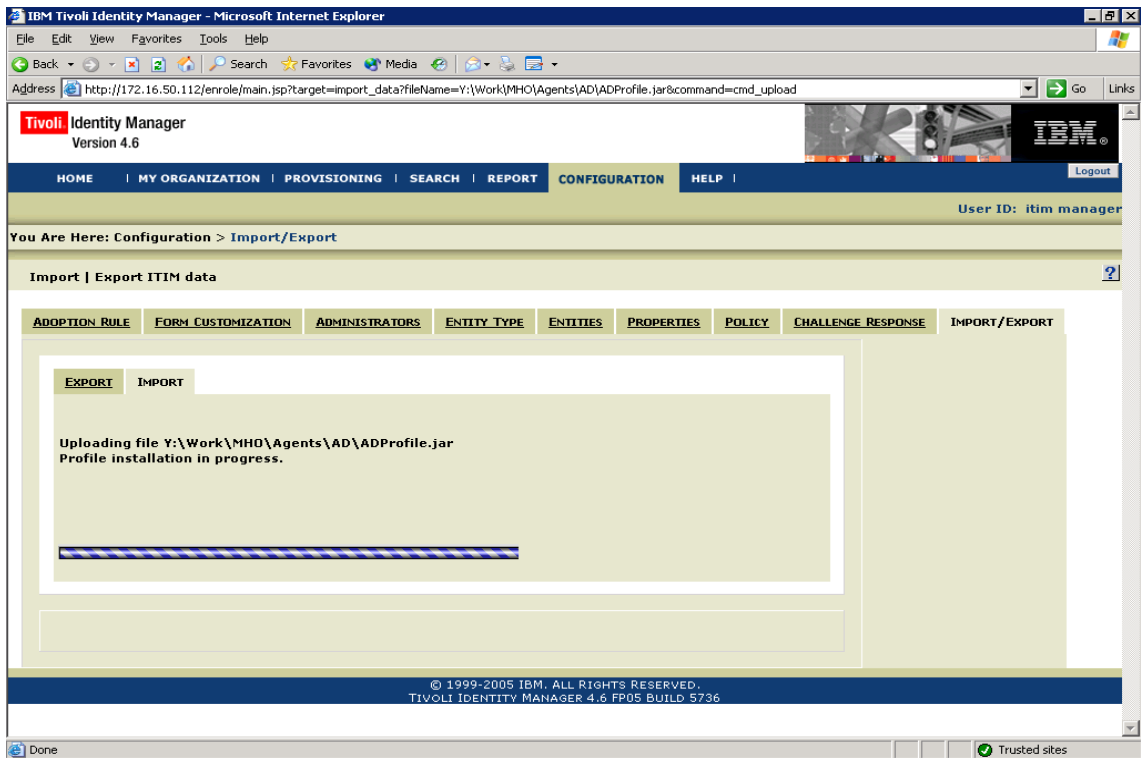 IBM Tivoli Identity Manager - Microsoft Internet Explorer
File Edit View Favorites Tools Help
Back Search Favorites Media
Address http://172.16.50.112/enrole/main.jsp?target=import_data?fileName=Y:\Work\MHO\Agents\AD\ADProfile.jar&command=cmd_upload Go Links
Tivoli. Identity Manager
Version 4.6
IBM®
HOME | MY ORGANIZATION | PROVISIONING | SEARCH | REPORT CONFIGURATION HELP | Logout
User ID: itim manager
You Are Here: Configuration > Import/Export
Import | Export ITIM data ?
ADOPTION RULE FORM CUSTOMIZATION ADMINISTRATORS ENTITY TYPE ENTITIES PROPERTIES POLICY CHALLENGE RESPONSE IMPORT/EXPORT
EXPORT IMPORT
Uploading file Y:\Work\MHO\Agents\AD\ADProfile.jar
Profile installation in progress.
© 1999-2005 IBM. ALL RIGHTS RESERVED.
TIVOLI IDENTITY MANAGER 4.6 FP05 BUILD 5736
Done Trusted sites